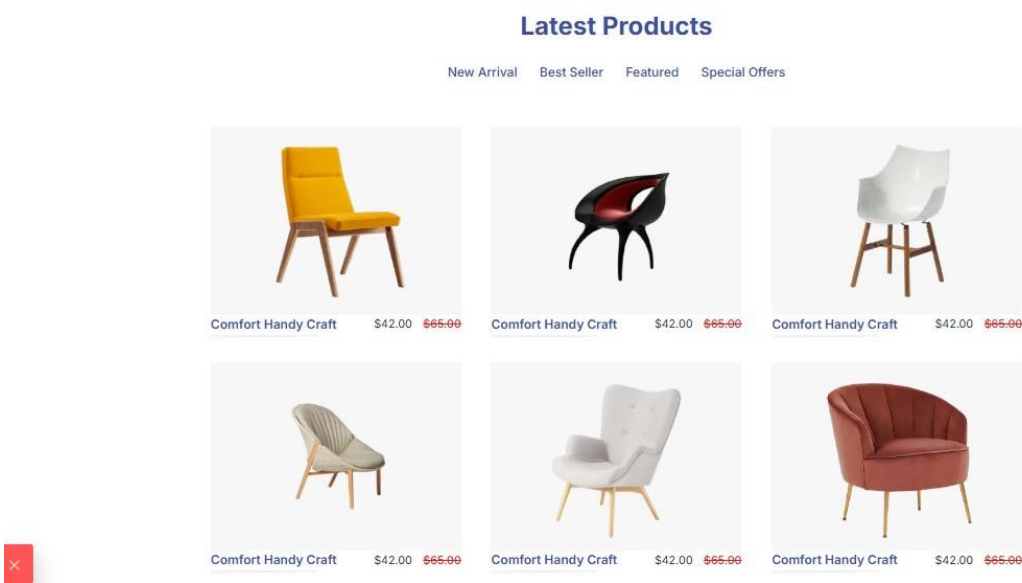 Latest Products
New Arrival Best Seller Featured Special Offers
Comfort Handy Craft $42.00 $65.00 Comfort Handy Craft $42.00 $65.00 Comfort Handy Craft $42.00 $65.00
Comfort Handy Craft $42.00 $65.00 Comfort Handy Craft $42.00 $65.00 Comfort Handy Craft $42.00 $65.00